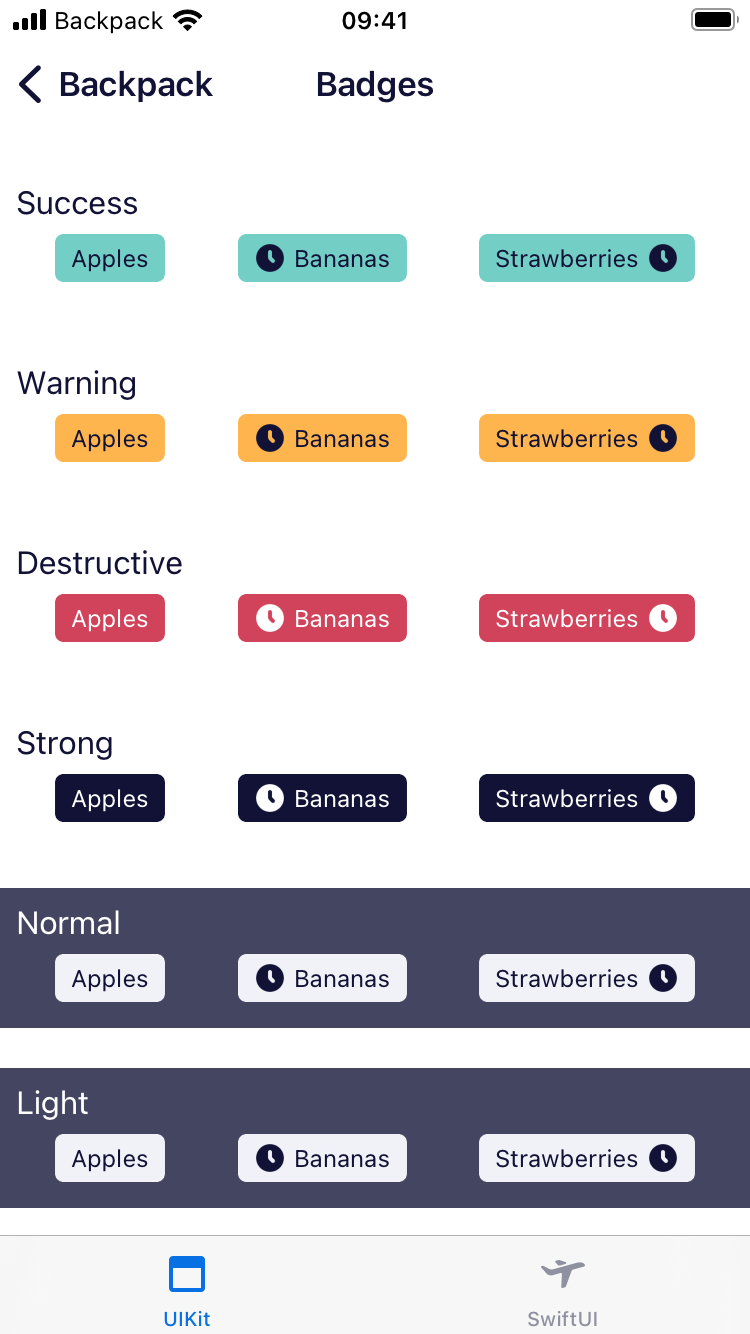 Backpack 09:41
Backpack Badges
Success
Apples Bananas Strawberries
Warning
Apples Bananas Strawberries
Destructive
Apples Bananas Strawberries
Strong
Apples Bananas Strawberries
Normal
Apples Bananas Strawberries
Light
Apples Bananas Strawberries
UIKit SwiftUI